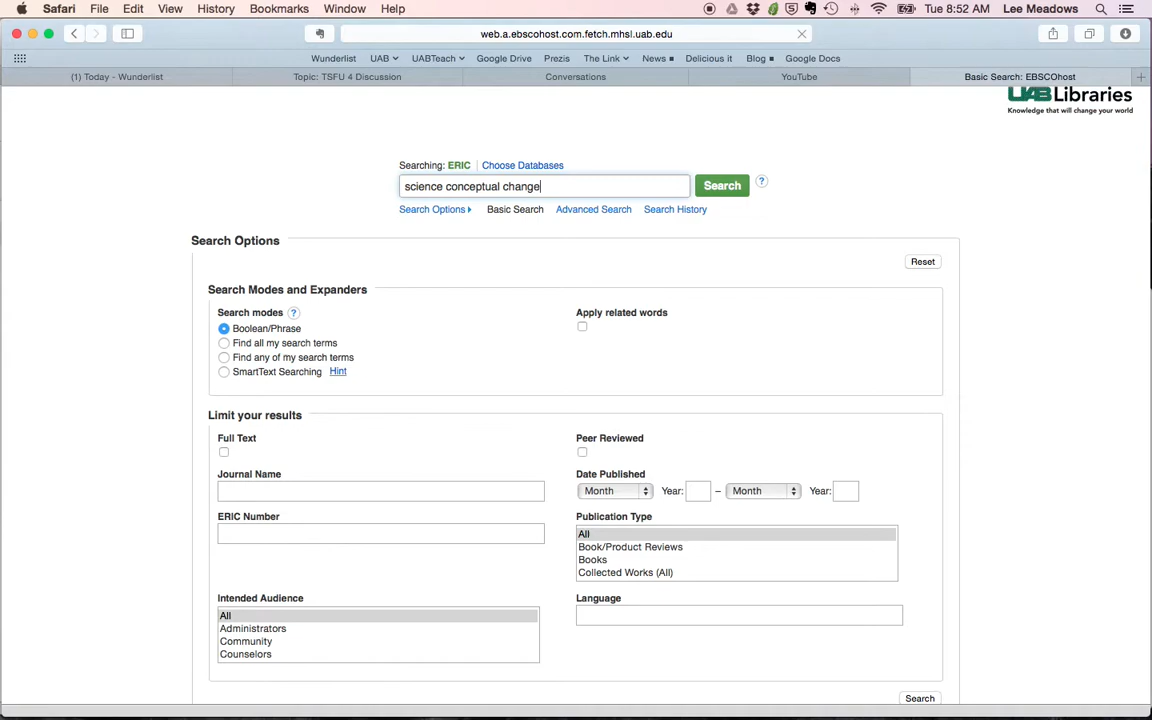 Safari File Edit View History Bookmarks Window Help Tue 8:52 AM Lee Meadows
web.a.ebscohost.com.fetch.mhsl.uab.edu
Wunderlist UAB UABTeach Google Drive Prezis The Link News Delicious it Blog Google Docs
(1) Today - Wunderlist Topic: TSFU 4 Discussion Conversations YouTube Basic Search: EBSCOhost
UAB Libraries
Knowledge that will change your world
Searching: ERIC Choose Databases
science conceptual change Search ?
Search Options Basic Search Advanced Search Search History
Search Options
Reset
Search Modes and Expanders
Search modes ? Apply related words
Boolean/Phrase
Find all my search terms
Find any of my search terms
SmartText Searching Hint
Limit your results
Full Text Peer Reviewed
Journal Name Date Published
Month Year: – Month Year:
ERIC Number Publication Type
All
Book/Product Reviews
Books
Collected Works (All)
Intended Audience Language
All
Administrators
Community
Counselors
Search